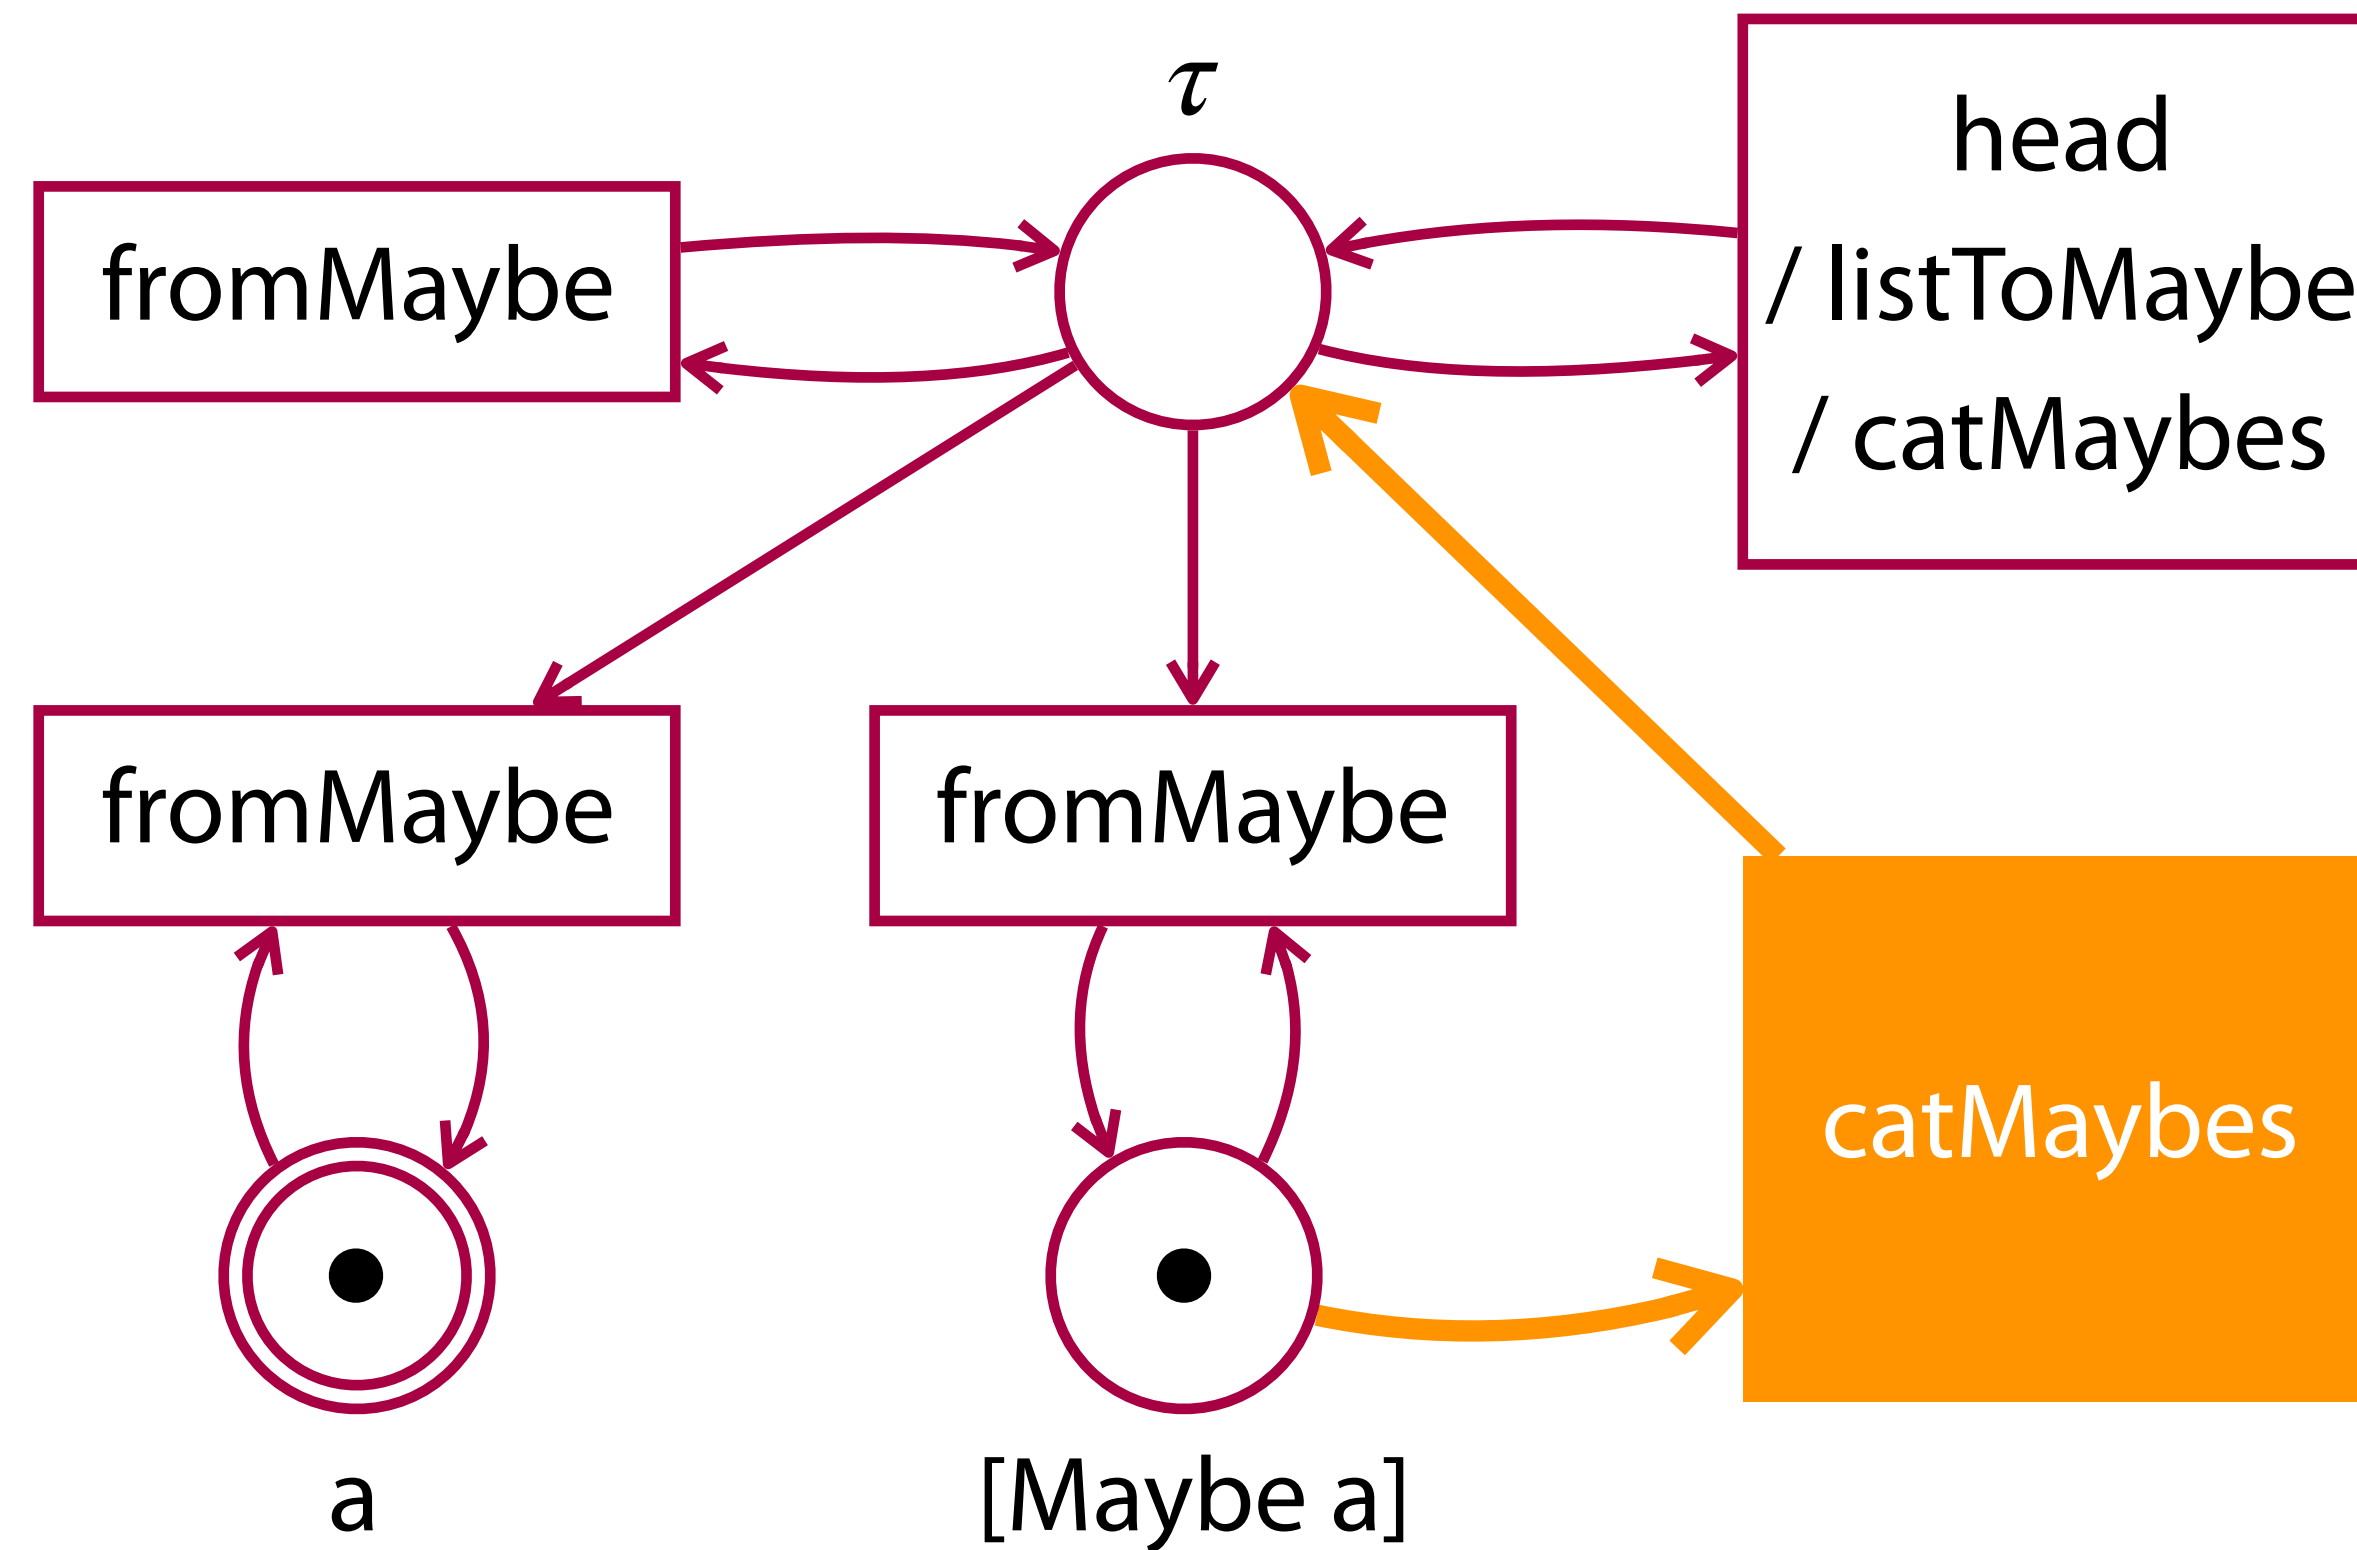 τ
head
/ listToMaybe
/ catMaybes
fromMaybe
fromMaybe
fromMaybe
catMaybes
a
[Maybe a]